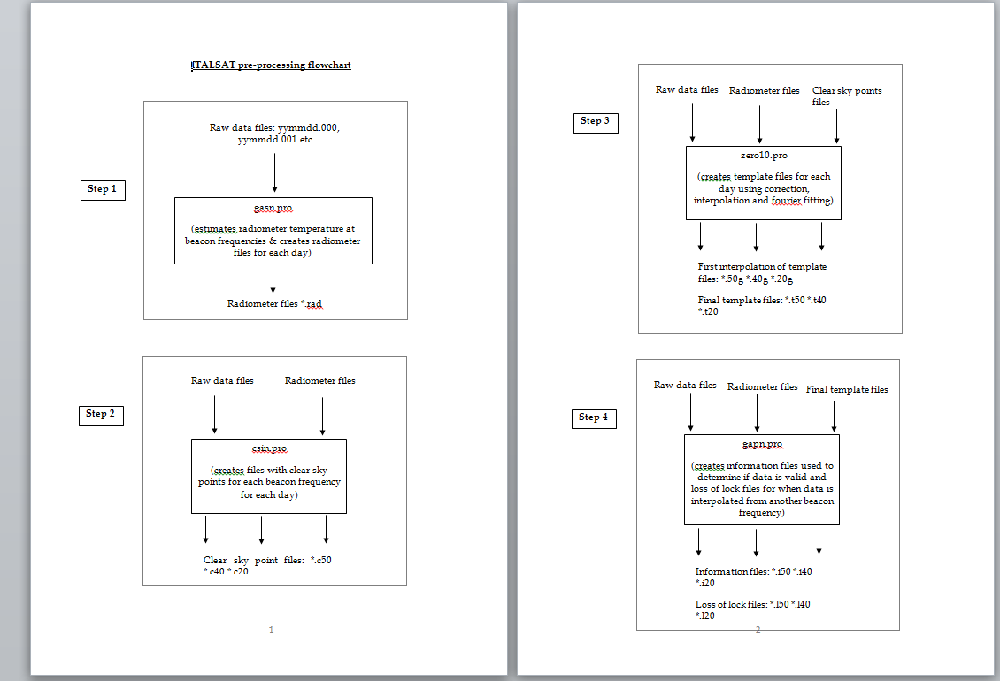 ITALSAT pre-processing flowchart
Raw data files: yymmdd.000,
yymmdd.001 etc
Step 1
gasn.pro
(estimates radiometer temperature at
beacon frequencies & creates radiometer
files for each day)
Radiometer files *.rad
Raw data files
Radiometer files
Step 2
csin.pro
(creates files with clear sky
points for each beacon frequency
for each day)
Clear sky point files: *.c50
*.c40 *.c20
1
Raw data files
Radiometer files
Clear sky points
files
Step 3
zero10.pro
(creates template files for each
day using correction,
interpolation and fourier fitting)
First interpolation of template
files: *.50g *.40g *.20g
Final template files: *.t50 *.t40
*.t20
Raw data files
Radiometer files
Final template files
Step 4
gapn.pro
(creates information files used to
determine if data is valid and
loss of lock files for when data is
interpolated from another beacon
frequency)
Information files: *.i50 *.i40
*.i20
Loss of lock files: *.l50 *.l40
*.l20
2